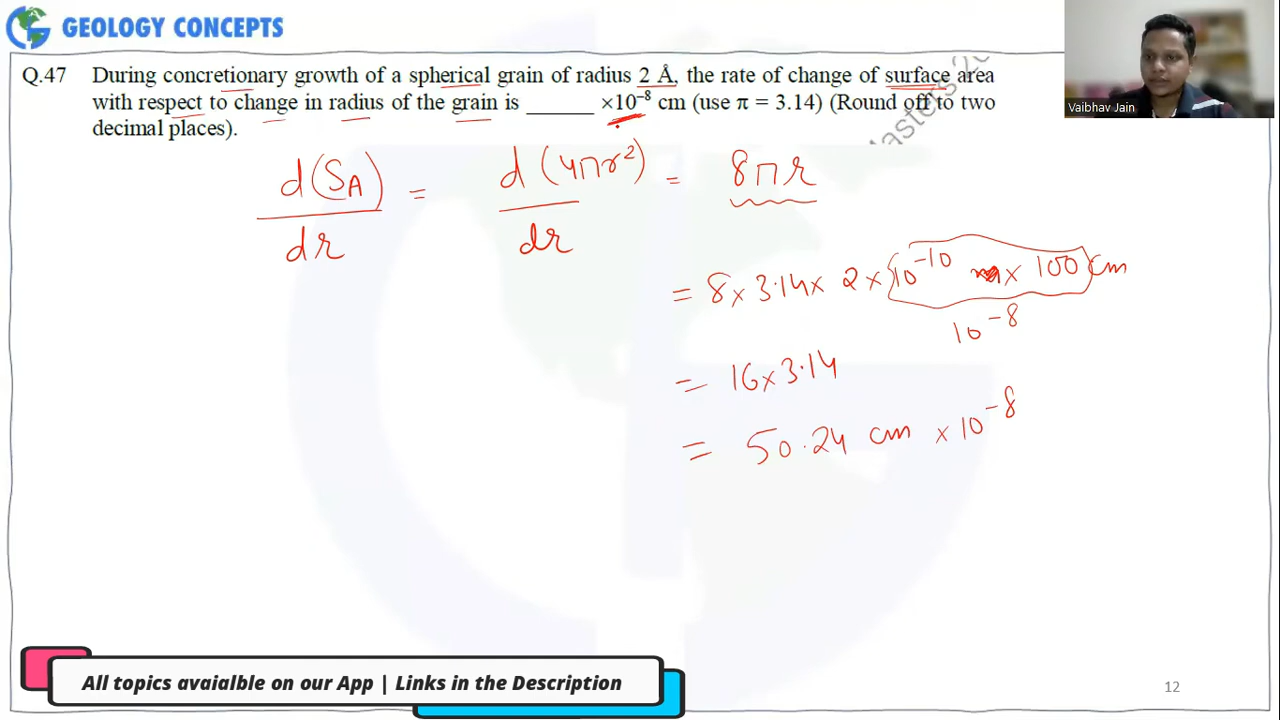 GEOLOGY CONCEPTS
Q.47 During concretionary growth of a spherical grain of radius 2 Å, the rate of change of surface area
with respect to change in radius of the grain is ______ ×10⁻⁸ cm (use π = 3.14) (Round off to two
decimal places).
Vaibhav Jain
d(SA)/dr = d(4πr²)/dr = 8πr
= 8 × 3.14 × 2 × 10⁻¹⁰ × 100 cm
10⁻⁸
= 16 × 3.14
= 50.24 cm × 10⁻⁸
All topics avaialble on our App | Links in the Description
12